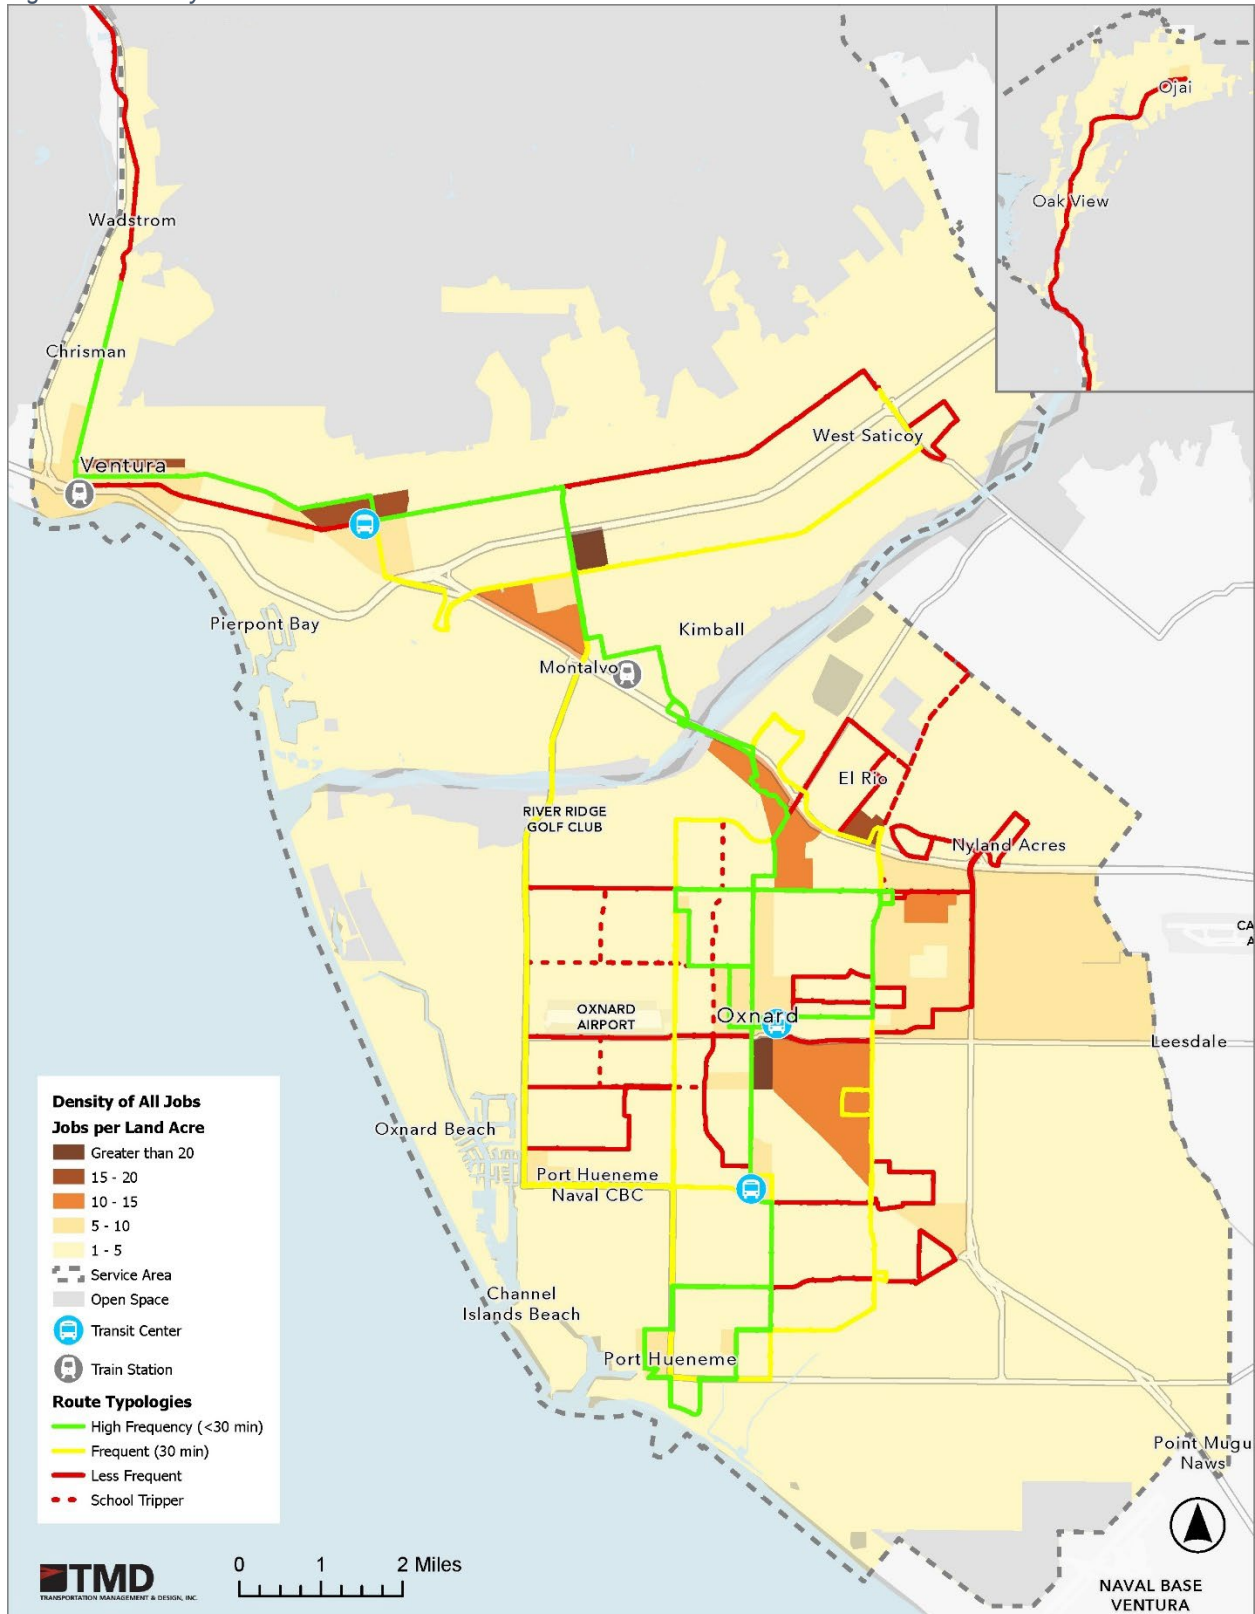 Ojai
Oak View
Wadstrom
Chrisman
Ventura
West Saticoy
Pierpont Bay
Kimball
Montalvo
El Rio
RIVER RIDGE
GOLF CLUB
Nyland Acres
CA
A
OXNARD
AIRPORT
Oxnard
Leesdale
Oxnard Beach
Port Hueneme
Naval CBC
Channel
Islands Beach
Port Hueneme
Point Mugu
Naws
NAVAL BASE
VENTURA
Density of All Jobs
Jobs per Land Acre
Greater than 20
15 - 20
10 - 15
5 - 10
1 - 5
Service Area
Open Space
Transit Center
Train Station
Route Typologies
High Frequency (<30 min)
Frequent (30 min)
Less Frequent
School Tripper
TMD
TRANSPORTATION MANAGEMENT & DESIGN, INC.
0 1 2 Miles